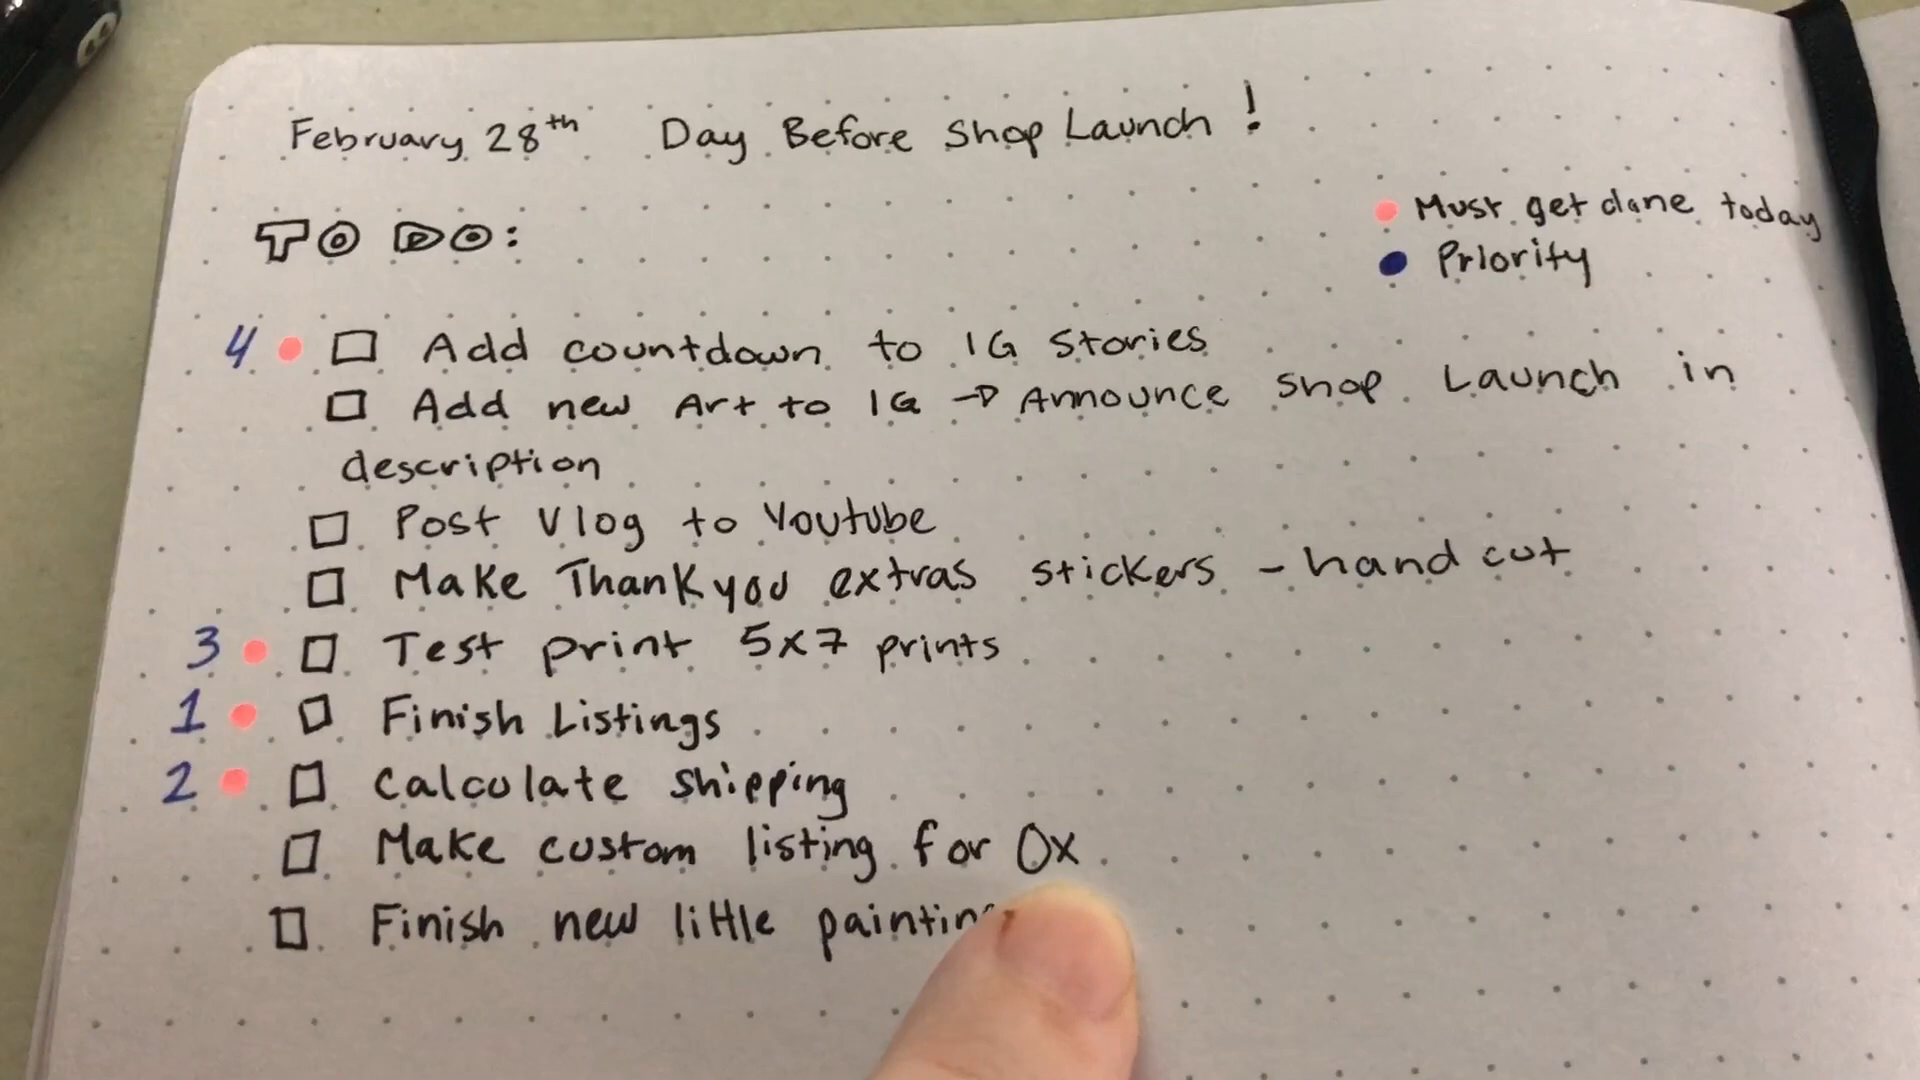 February 28th Day Before Shop Launch!
TO DO:
Must get done today
Priority
4 Add countdown to IG Stories
Add new Art to IG → Announce shop Launch in
description
Post Vlog to Youtube
Make Thank you extras stickers - hand cut
3 Test print 5x7 prints
1 Finish Listings
2 Calculate shipping
Make custom listing for Ox
Finish new little